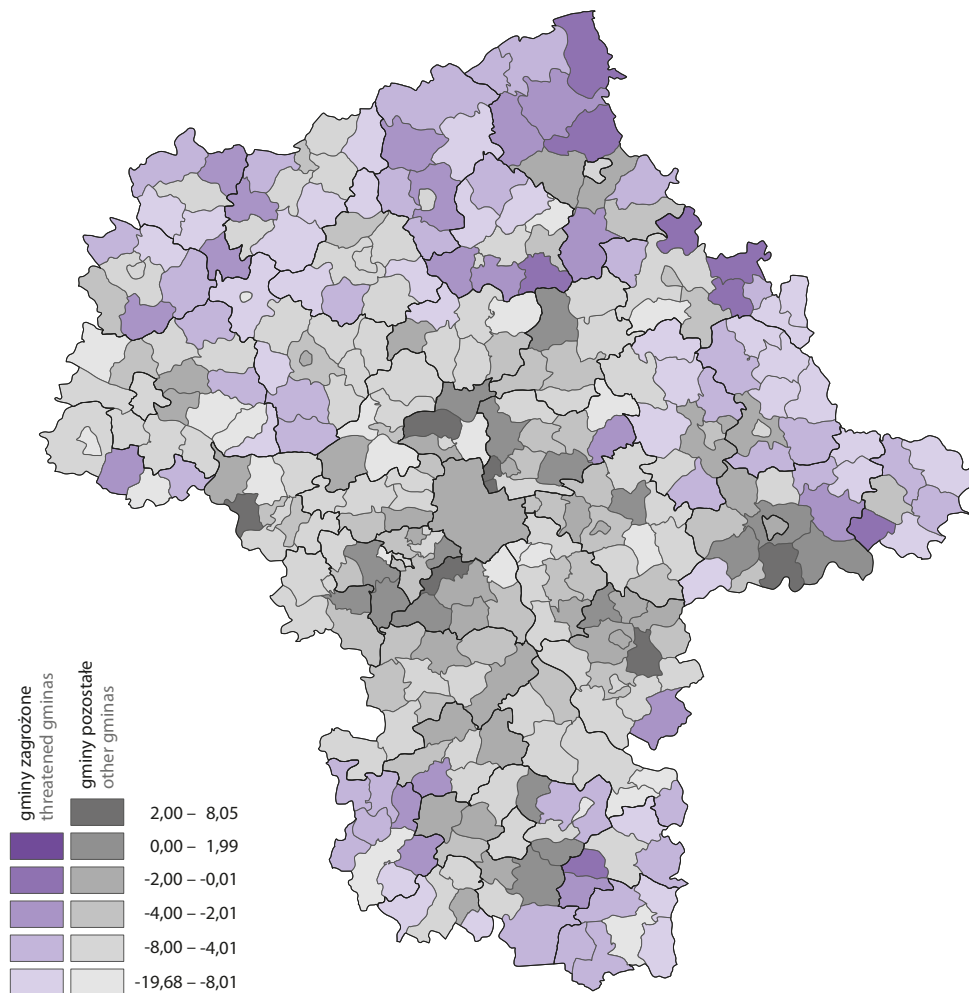 gminy zagrożone
threatened gminas
gminy pozostałe
other gminas
2,00 – 8,05
0,00 – 1,99
-2,00 – -0,01
-4,00 – -2,01
-8,00 – -4,01
-19,68 – -8,01